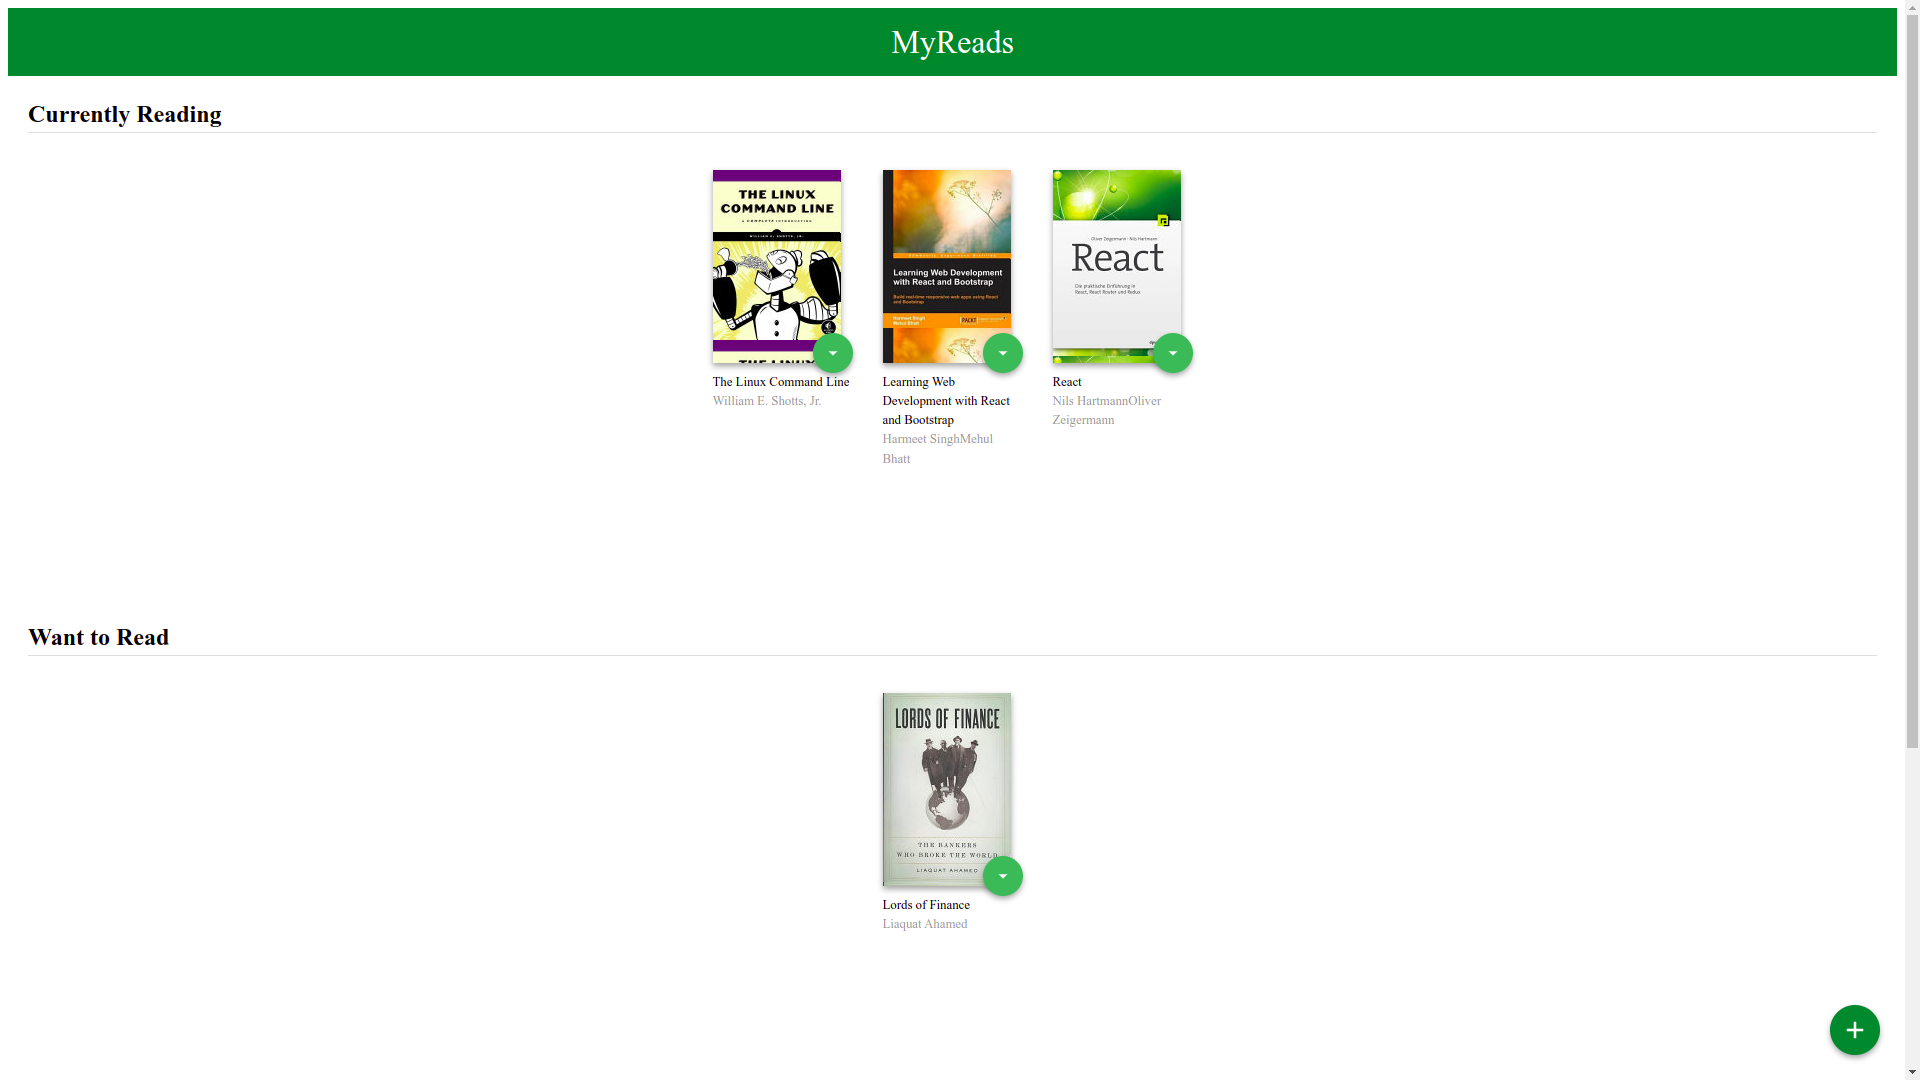 MyReads
Currently Reading
THE LINUX
COMMAND LINE
A COMPLETE INTRODUCTION
WILLIAM E. SHOTTS, JR.
THE LINUX
The Linux Command Line
William E. Shotts, Jr.
Learning Web Development
with React and Bootstrap
Build real-time responsive web apps using React
and Bootstrap
Harmeet Singh
Mehul Bhatt
PACKT
Learning Web
Development with React
and Bootstrap
Harmeet SinghMehul
Bhatt
Oliver Zeigermann · Nils Hartmann
React
Die praktische Einführung in
React, React Router und Redux
React
Nils HartmannOliver
Zeigermann
Want to Read
LORDS OF FINANCE
THE BANKERS
WHO BROKE THE WORLD
LIAQUAT AHAMED
Lords of Finance
Liaquat Ahamed